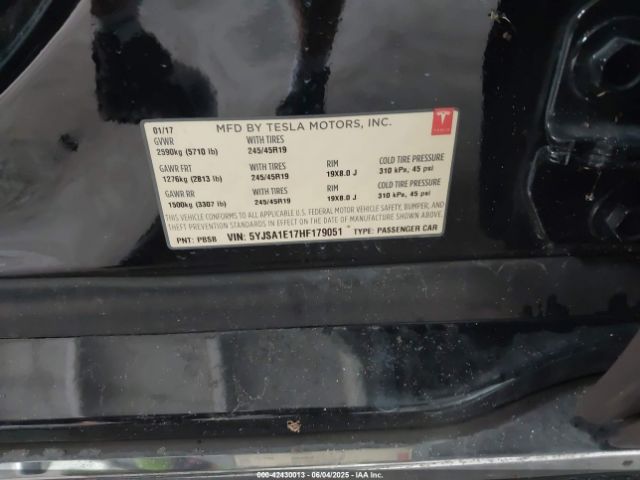 01/17 MFD BY TESLA MOTORS, INC.
GVWR WITH TIRES
2590kg (5710 lb) 245/45R19
GAWR FRT WITH TIRES RIM COLD TIRE PRESSURE
1276kg (2813 lb) 245/45R19 19X8.0 J 310 kPa, 45 psi
GAWR RR WITH TIRES RIM COLD TIRE PRESSURE
1500kg (3307 lb) 245/45R19 19X8.0 J 310 kPa, 45 psi
THIS VEHICLE CONFORMS TO ALL APPLICABLE U.S. FEDERAL MOTOR VEHICLE SAFETY, BUMPER, AND
THEFT PREVENTION STANDARDS IN EFFECT ON THE DATE OF MANUFACTURE SHOWN ABOVE.
PNT: PBSB VIN: 5YJSA1E17HF179051 TYPE: PASSENGER CAR
TESLA
000-42430013 - 06/04/2025 - IAAI.COM